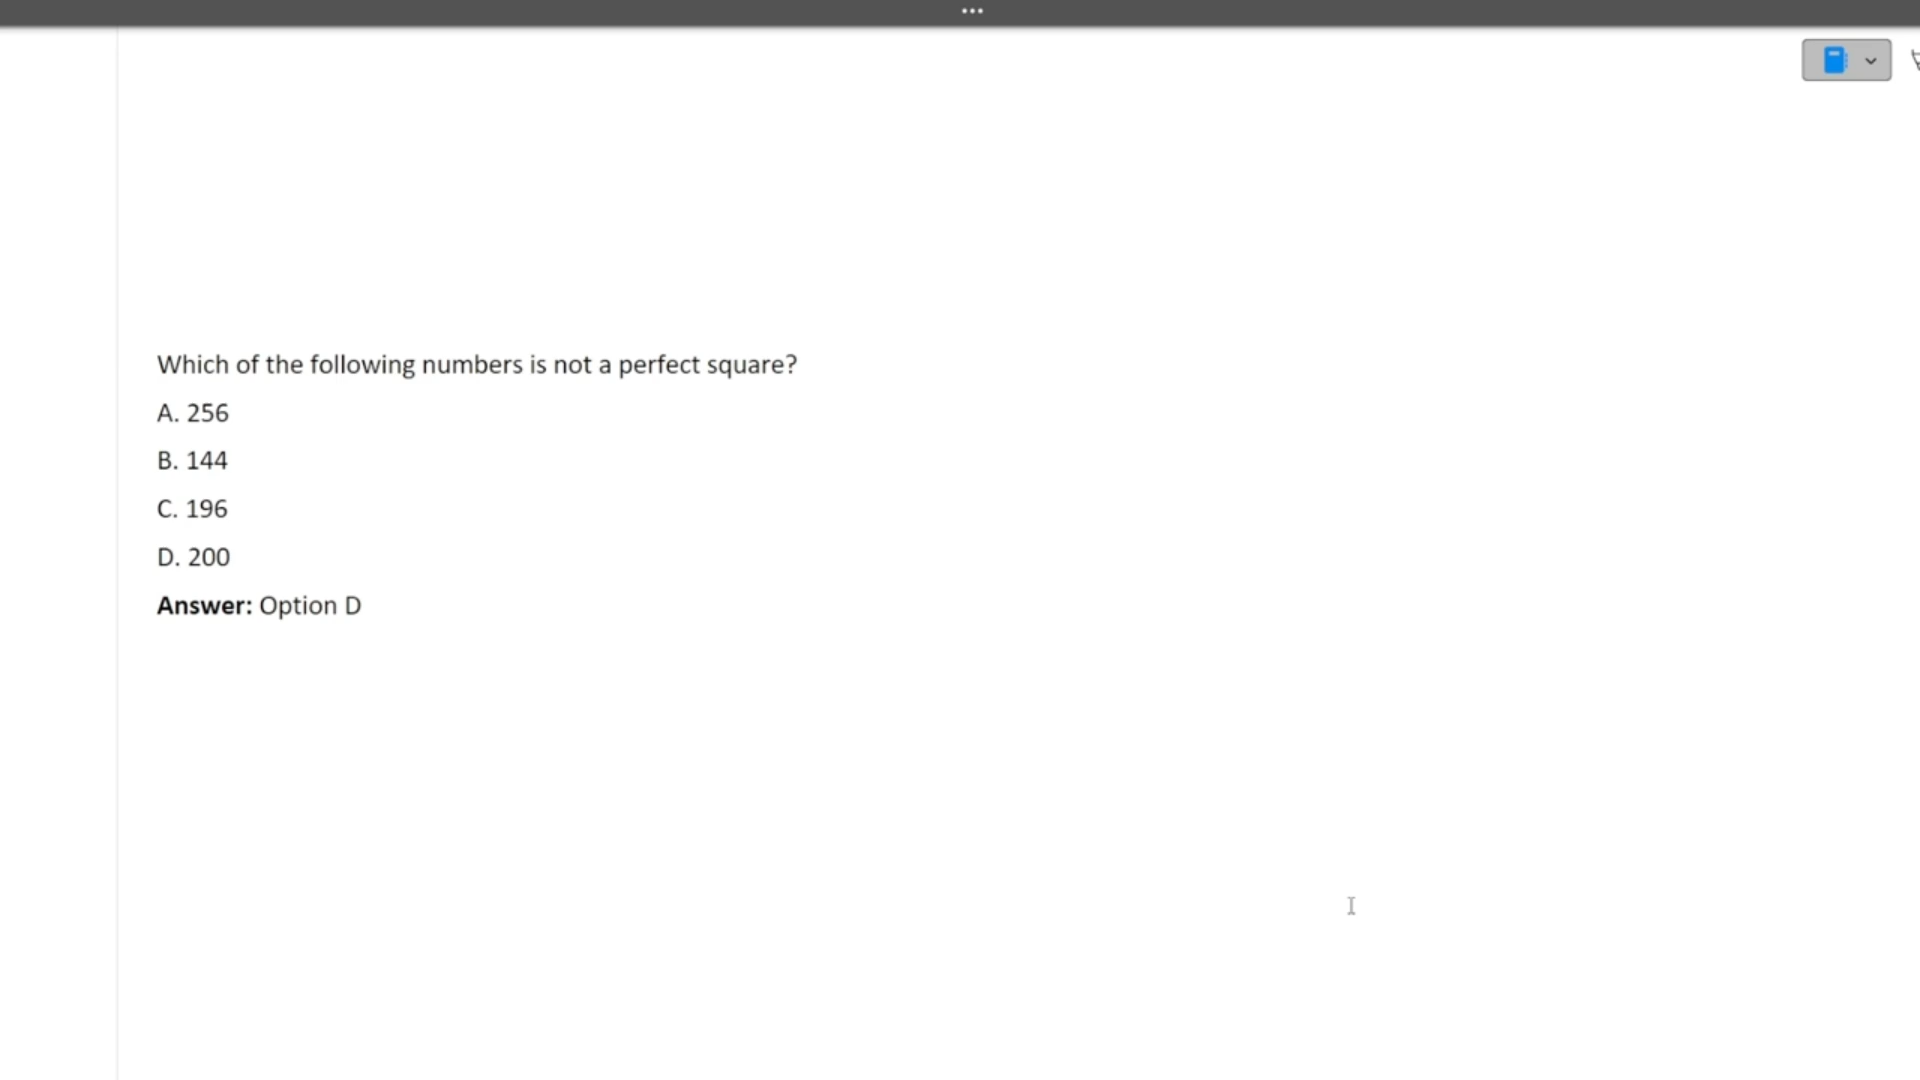 Which of the following numbers is not a perfect square?
A. 256
B. 144
C. 196
D. 200
Answer: Option D